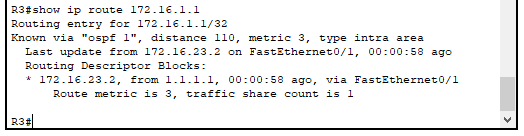 R3#show ip route 172.16.1.1
Routing entry for 172.16.1.1/32
Known via "ospf 1", distance 110, metric 3, type intra area
  Last update from 172.16.23.2 on FastEthernet0/1, 00:00:58 ago
  Routing Descriptor Blocks:
  * 172.16.23.2, from 1.1.1.1, 00:00:58 ago, via FastEthernet0/1
      Route metric is 3, traffic share count is 1
R3#